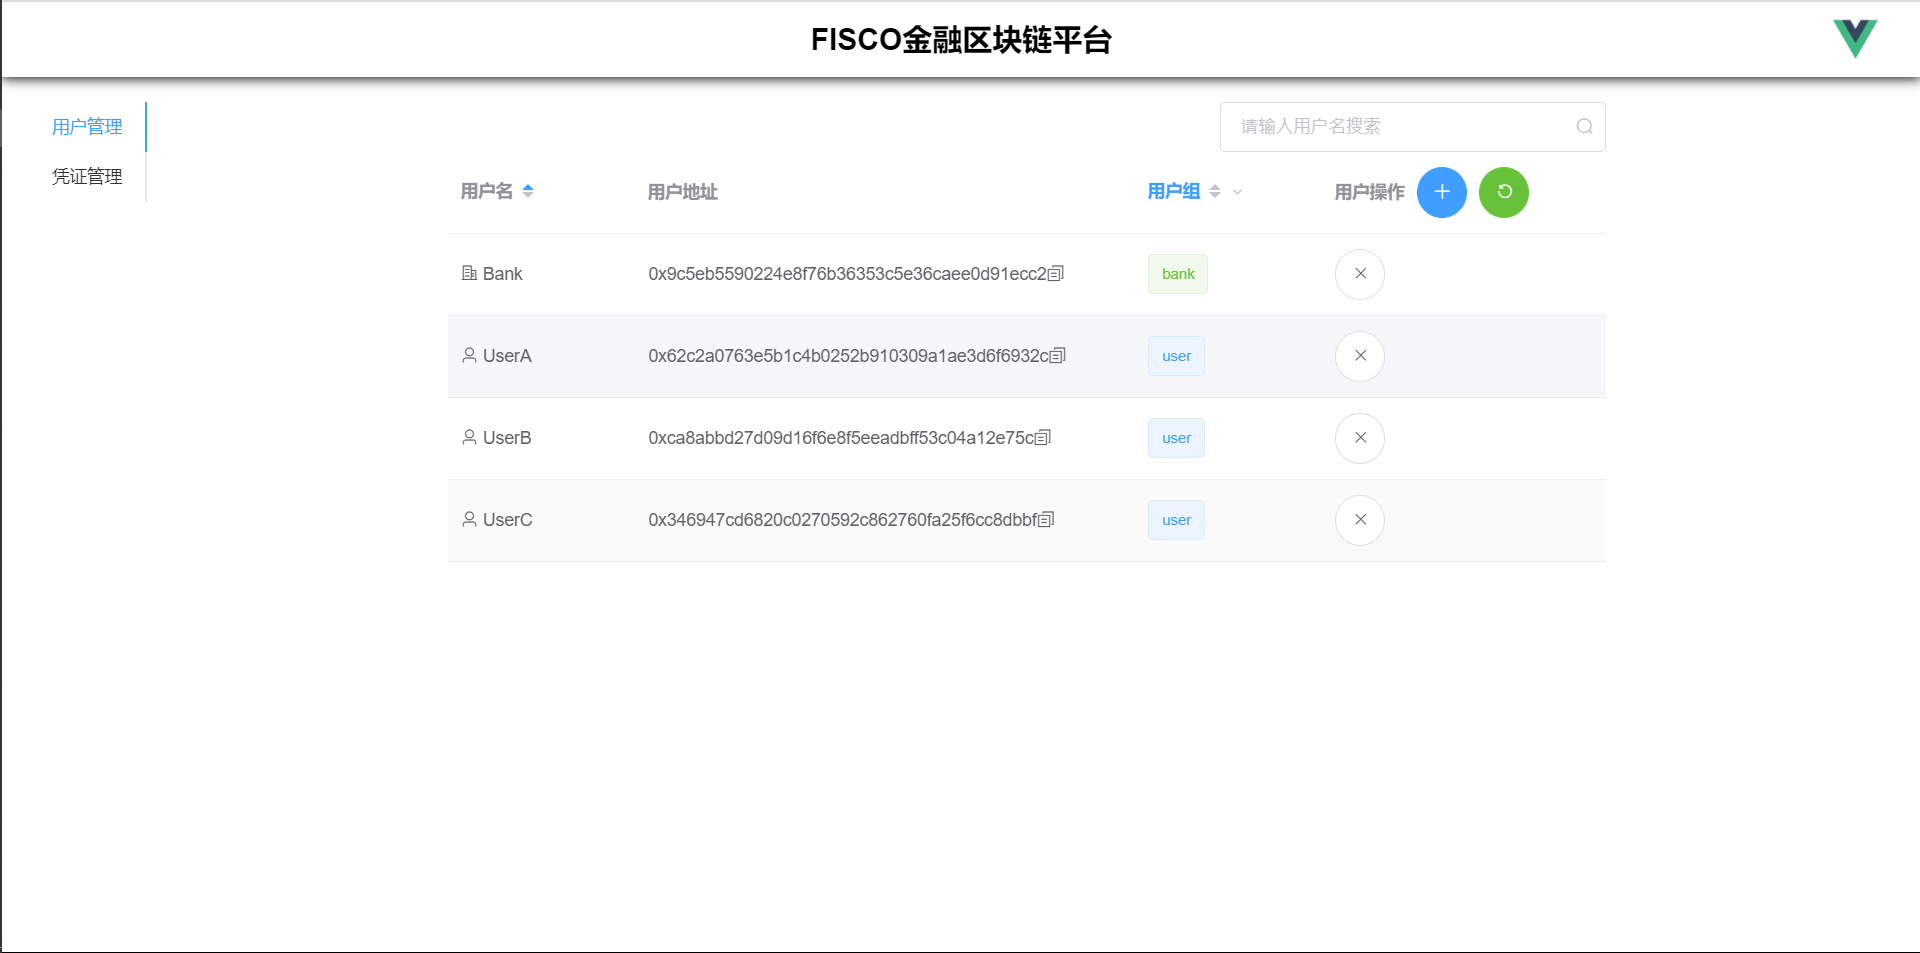 FISCO金融区块链平台
用户管理
凭证管理
请输入用户名搜索
用户名 用户地址 用户组 用户操作
Bank 0x9c5eb5590224e8f76b36353c5e36caee0d91ecc2 bank
UserA 0x62c2a0763e5b1c4b0252b910309a1ae3d6f6932c user
UserB 0xca8abbd27d09d16f6e8f5eeadbff53c04a12e75c user
UserC 0x346947cd6820c0270592c862760fa25f6cc8dbbf user